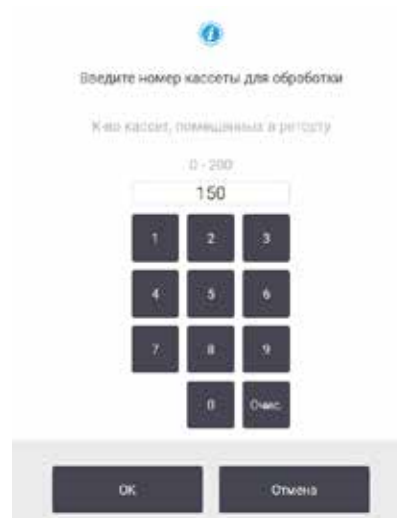 Введите номер кассеты для обработки
К-во кассет, помещенных в реторту
0 - 200
150
1 2 3
4 5 6
7 8 9
0 Очис.
OK Отмена